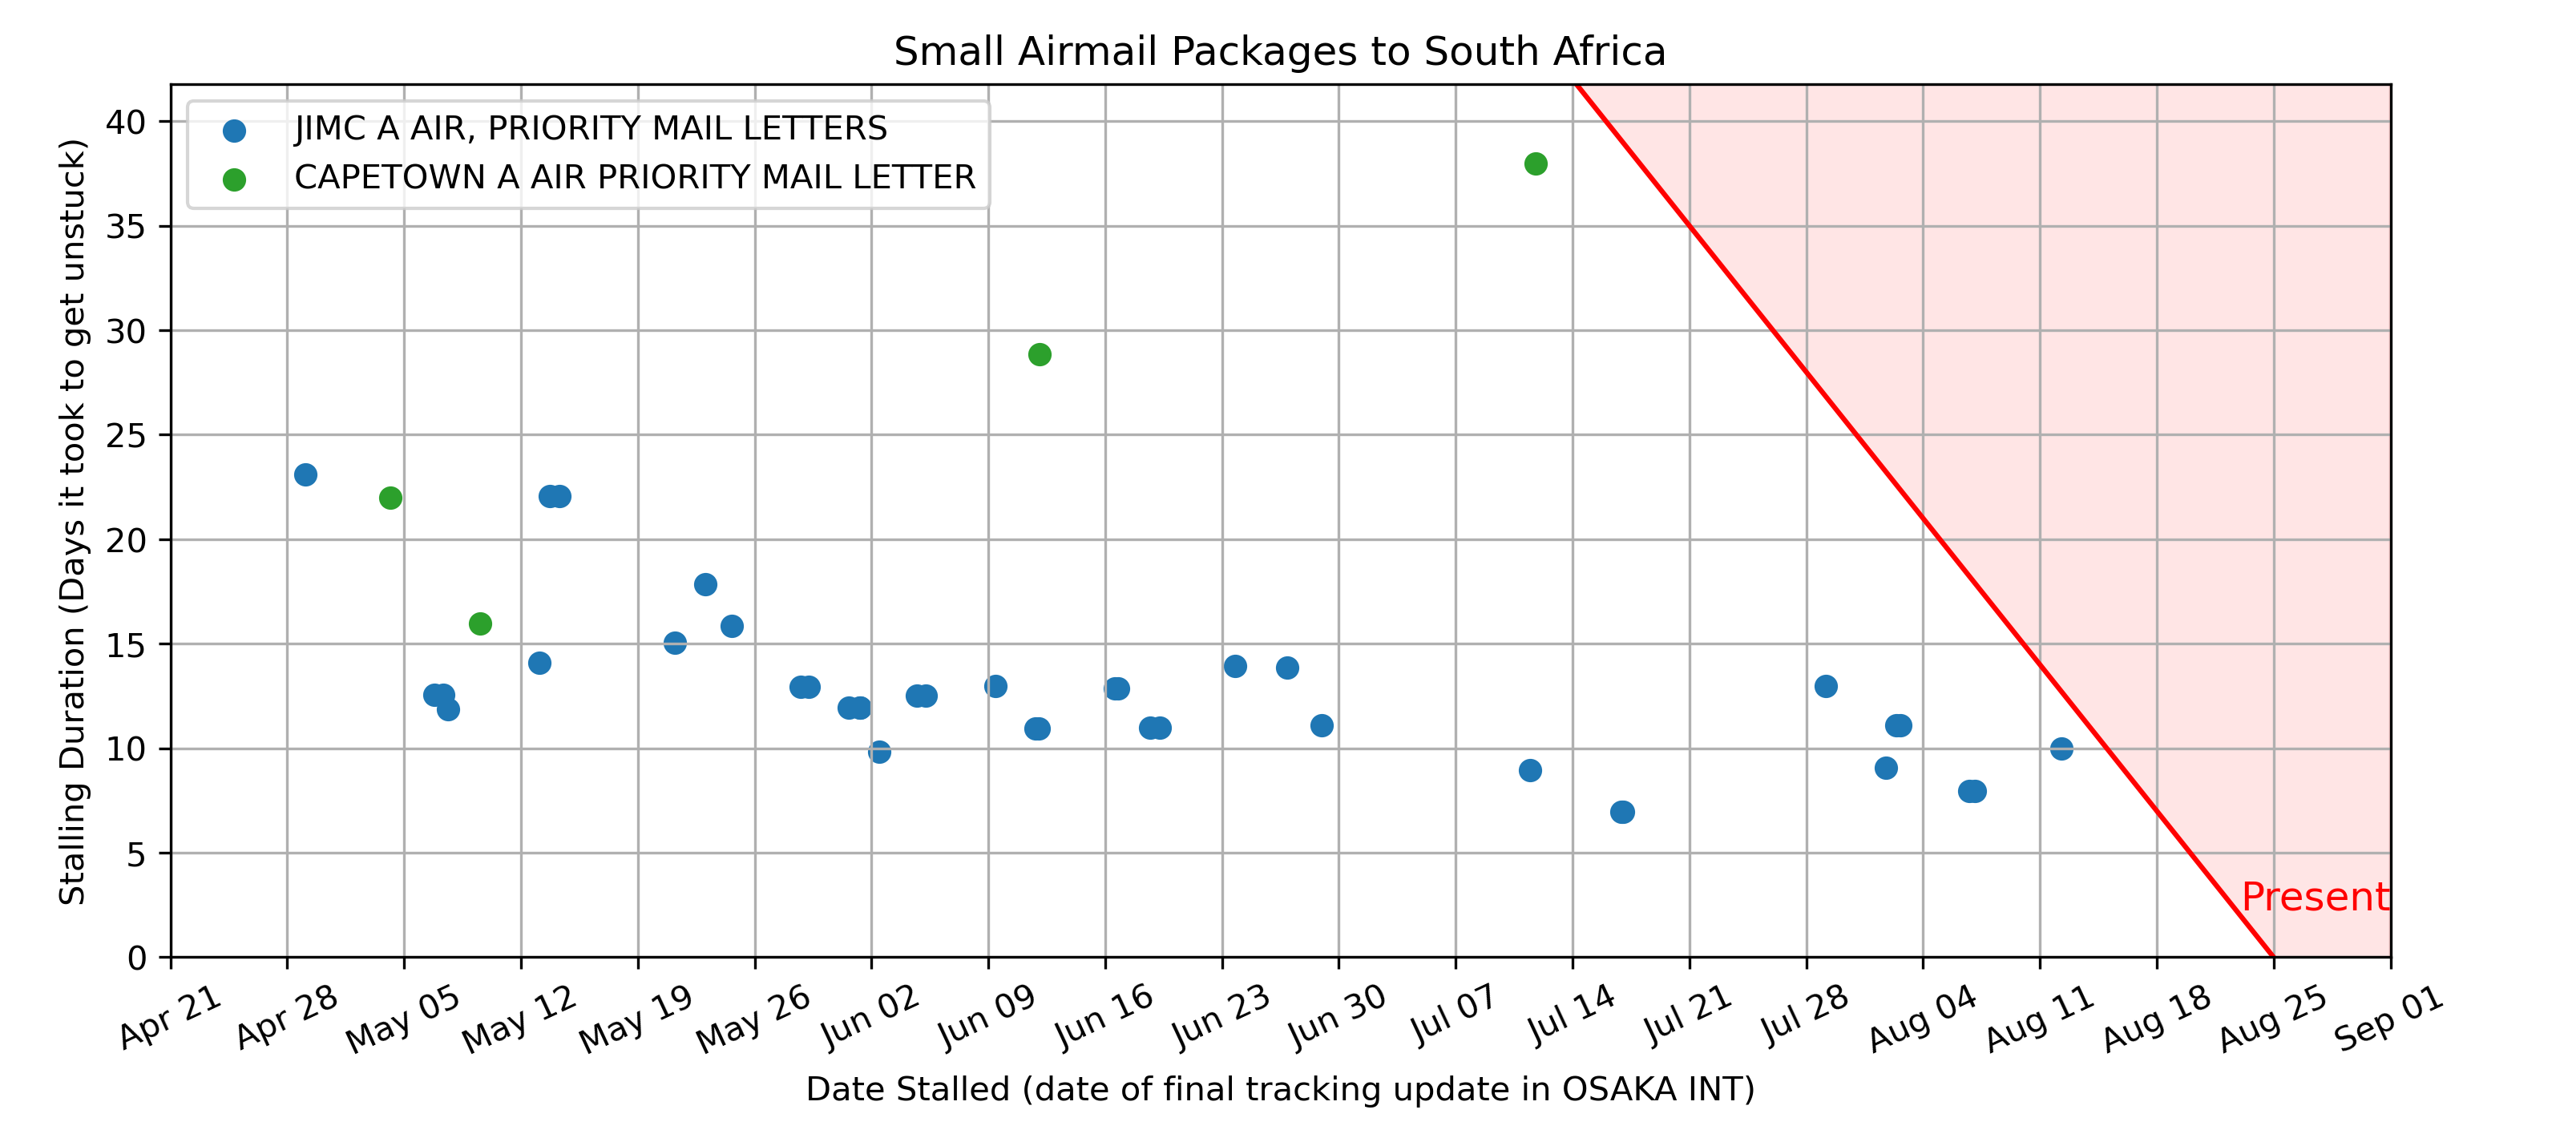 Small Airmail Packages to South Africa
JIMC A AIR, PRIORITY MAIL LETTERS
CAPETOWN A AIR PRIORITY MAIL LETTER
Stalling Duration (Days it took to get unstuck)
40
35
30
25
20
15
10
5
0
Present
Apr 21 Apr 28 May 05 May 12 May 19 May 26 Jun 02 Jun 09 Jun 16 Jun 23 Jun 30 Jul 07 Jul 14 Jul 21 Jul 28 Aug 04 Aug 11 Aug 18 Aug 25 Sep 01
Date Stalled (date of final tracking update in OSAKA INT)